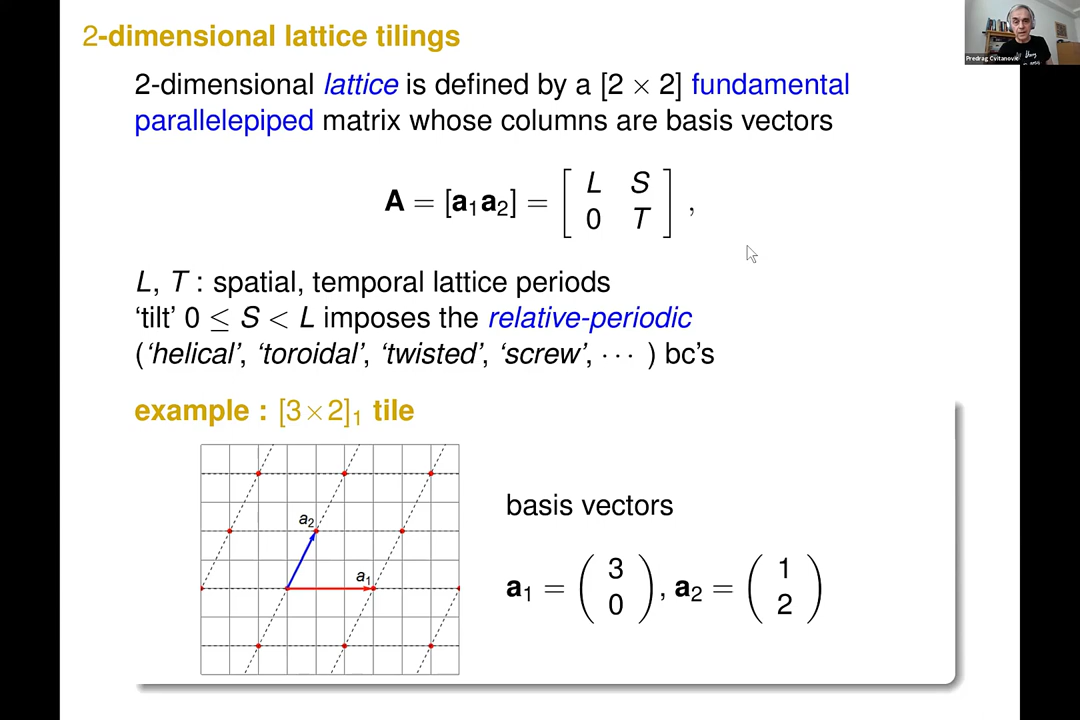 2-dimensional lattice tilings
Predrag Cvitanović
2-dimensional lattice is defined by a [2 × 2] fundamental
parallelepiped matrix whose columns are basis vectors
A = [a₁a₂] = [ L S
0 T ] ,
L, T : spatial, temporal lattice periods
‘tilt’ 0 ≤ S < L imposes the relative-periodic
(‘helical’, ‘toroidal’, ‘twisted’, ‘screw’, ⋯ ) bc’s
example : [3×2]₁ tile
a₂
a₁
basis vectors
a₁ = ( 3
0 ) , a₂ = ( 1
2 )